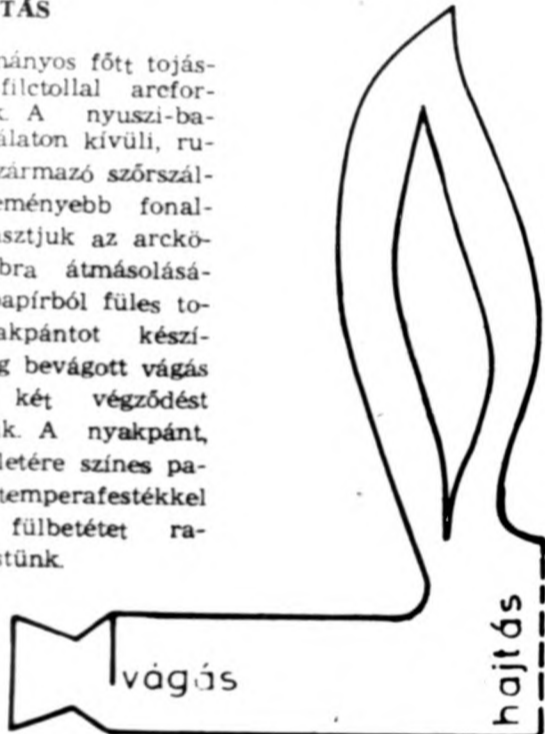 TÁS
ányos főtt tojás-
filctollal arcfor-
A nyuszi-ba-
álaton kívüli, ru-
zármazó szőrszál-
eményebb fonal-
sztjuk az arckö-
bra átmásolásá-
papírból füles to-
akpántot készí-
g bevágott vágás
két végződést
k. A nyakpánt,
letére színes pa-
temperafestékkel
fülbetétet ra-
stünk.
vágás
hajtás